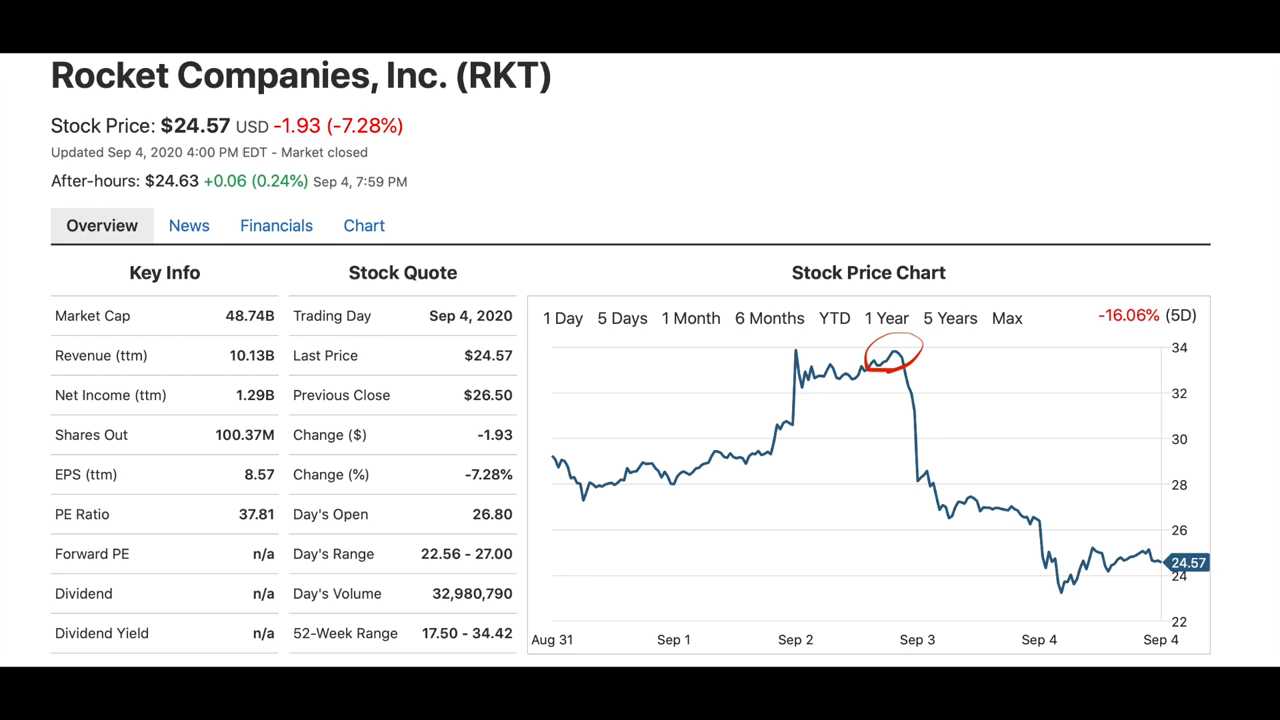 Rocket Companies, Inc. (RKT)
Stock Price: $24.57 USD -1.93 (-7.28%)
Updated Sep 4, 2020 4:00 PM EDT - Market closed
After-hours: $24.63 +0.06 (0.24%) Sep 4, 7:59 PM
Overview News Financials Chart
Key Info
Market Cap 48.74B
Revenue (ttm) 10.13B
Net Income (ttm) 1.29B
Shares Out 100.37M
EPS (ttm) 8.57
PE Ratio 37.81
Forward PE n/a
Dividend n/a
Dividend Yield n/a
Stock Quote
Trading Day Sep 4, 2020
Last Price $24.57
Previous Close $26.50
Change ($) -1.93
Change (%) -7.28%
Day's Open 26.80
Day's Range 22.56 - 27.00
Day's Volume 32,980,790
52-Week Range 17.50 - 34.42
Stock Price Chart
1 Day 5 Days 1 Month 6 Months YTD 1 Year 5 Years Max -16.06% (5D)
34
32
30
28
26
24.57
24
22
Aug 31 Sep 1 Sep 2 Sep 3 Sep 4 Sep 4